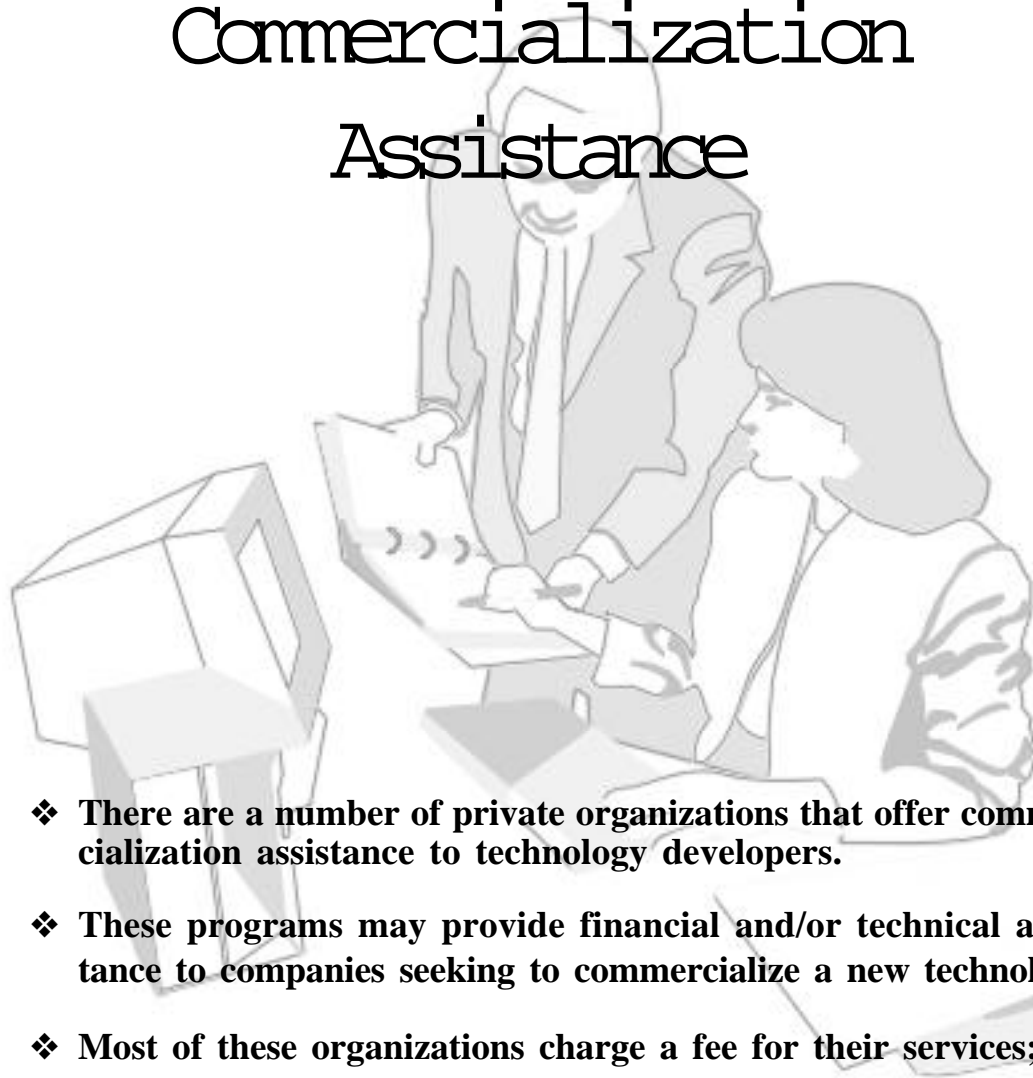 Commercialization
Assistance
❖ There are a number of private organizations that offer comm
cialization assistance to technology developers.
❖ These programs may provide financial and/or technical a
tance to companies seeking to commercialize a new technol
❖ Most of these organizations charge a fee for their services;